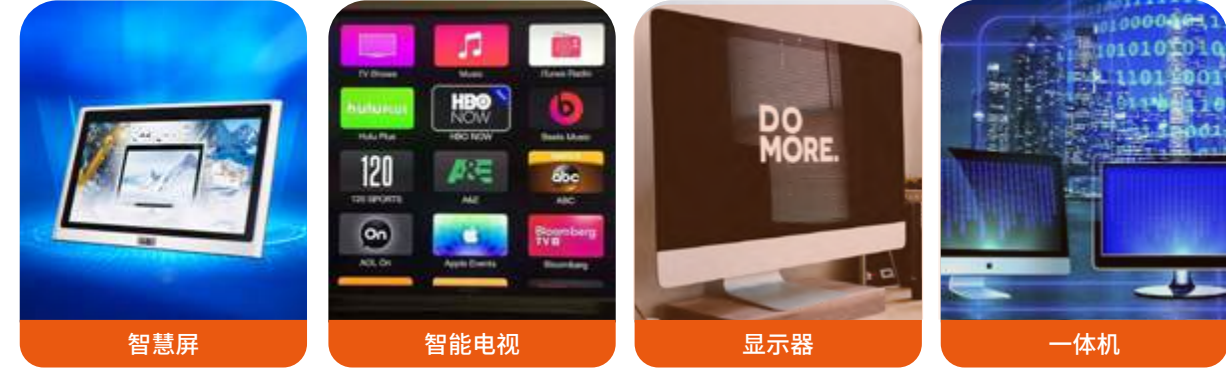 智慧屏
TV Shows
Music
iTunes Radio
huluPLUS
HBO
NOW
Hulu Plus
HBO NOW
Beats Music
120
A&E
abc
120 SPORTS
A&E
ABC
On
Bloomberg
TV
AOL On
Apple Events
Bloomberg
智能电视
DO
MORE.
显示器
一体机